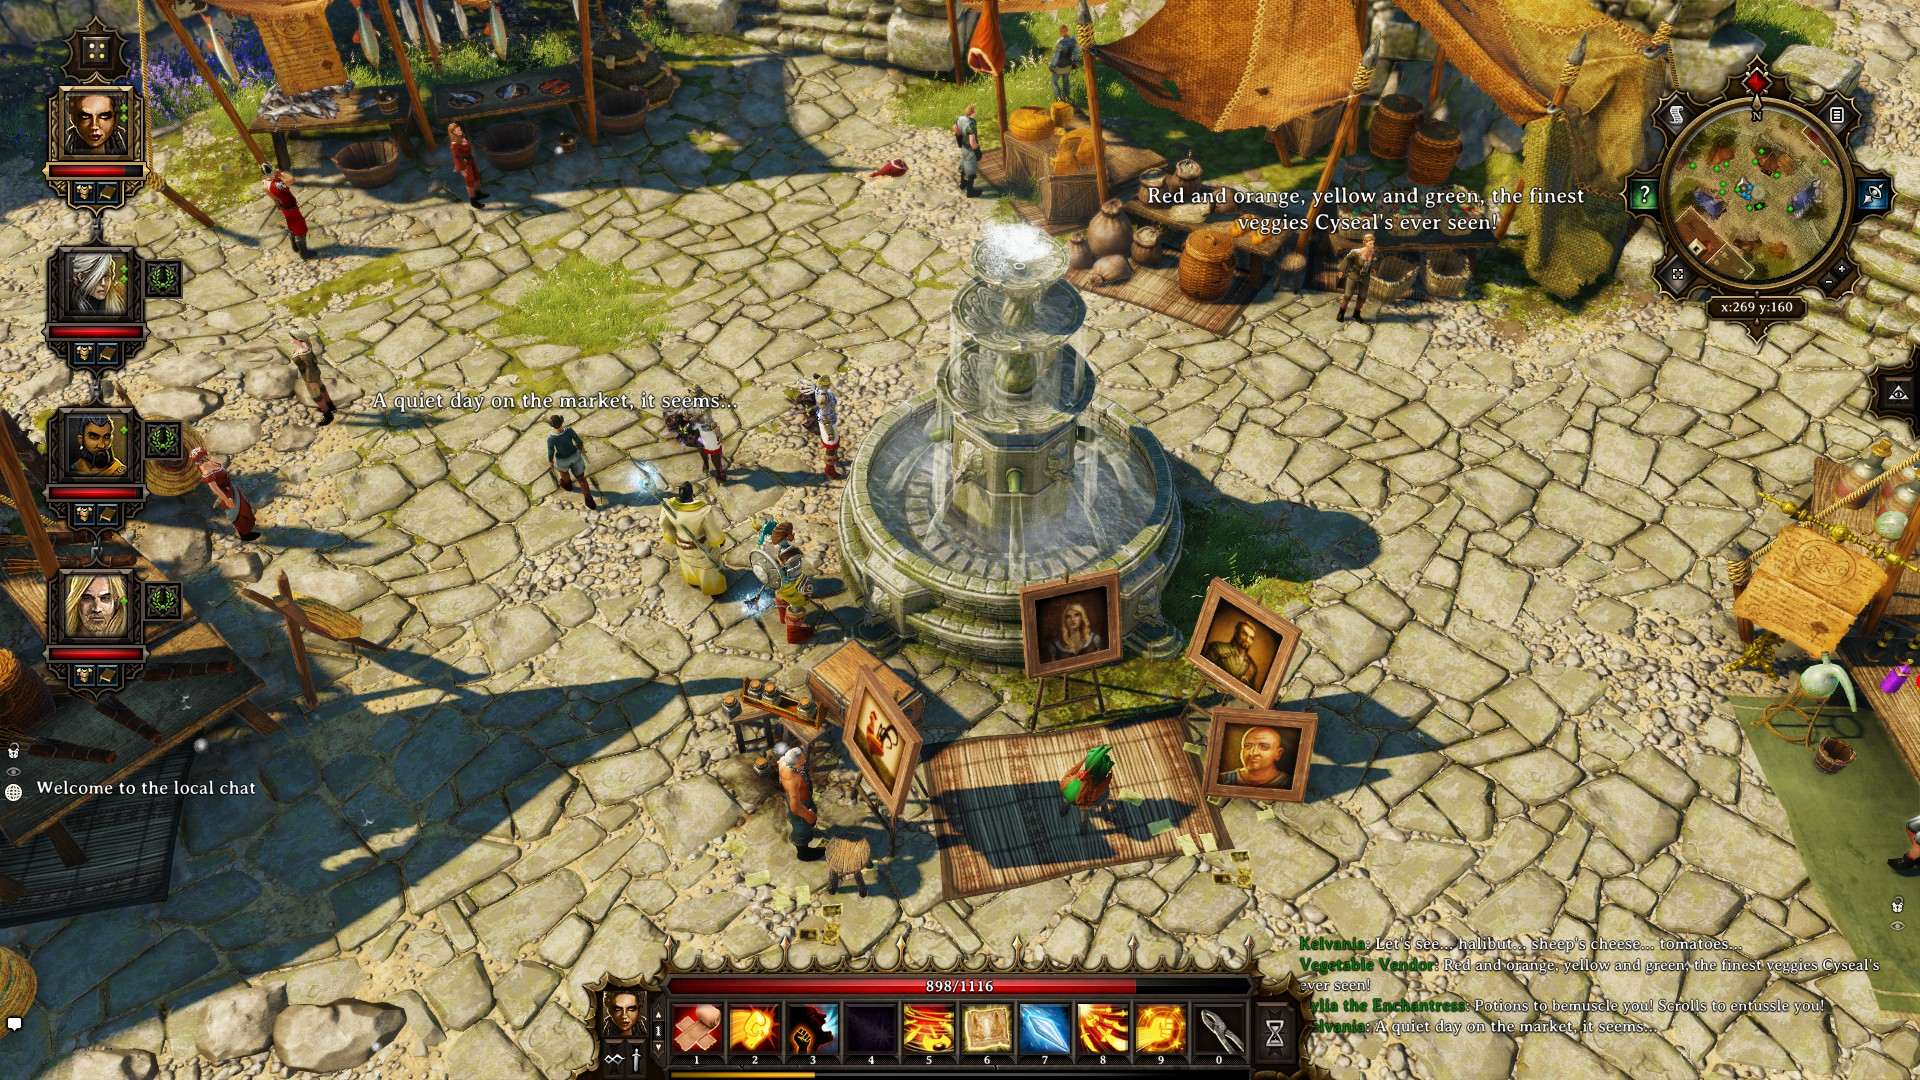 N
?
Red and orange, yellow and green, the finest
veggies Cyseal's ever seen!
x:269 y:160
A quiet day on the market, it seems...
Welcome to the local chat
Kelvania: Let's see... halibut... sheep's cheese... tomatoes...
Vegetable Vendor: Red and orange, yellow and green, the finest veggies Cyseal's
ever seen!
ylla the Enchantress: Potions to bemuscle you! Scrolls to entussle you!
lvania: A quiet day on the market, it seems...
898/1116
1
1 2 3 4 5 6 7 8 9 0